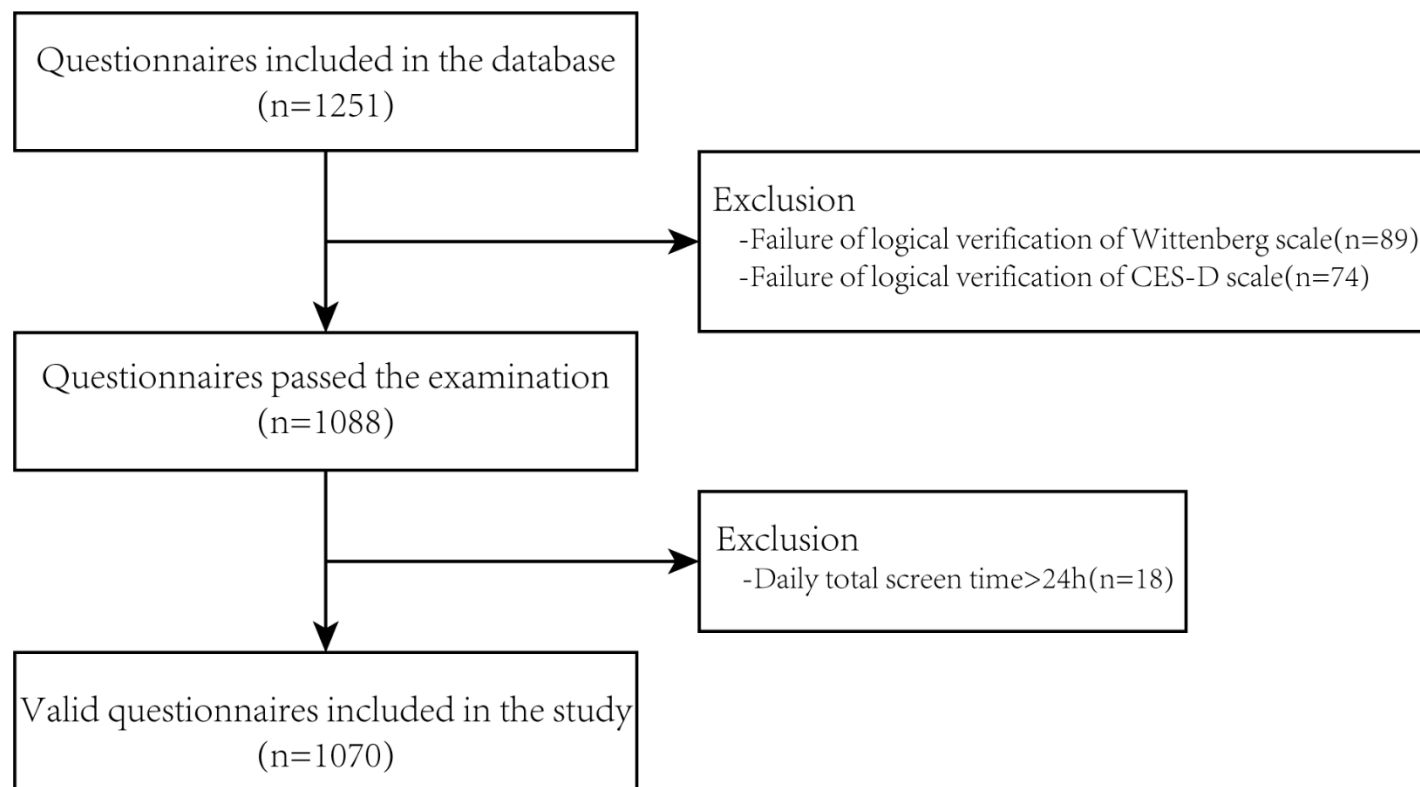 Questionnaires included in the database
(n=1251)
Exclusion
-Failure of logical verification of Wittenberg scale(n=89)
-Failure of logical verification of CES-D scale(n=74)
Questionnaires passed the examination
(n=1088)
Exclusion
-Daily total screen time>24h(n=18)
Valid questionnaires included in the study
(n=1070)